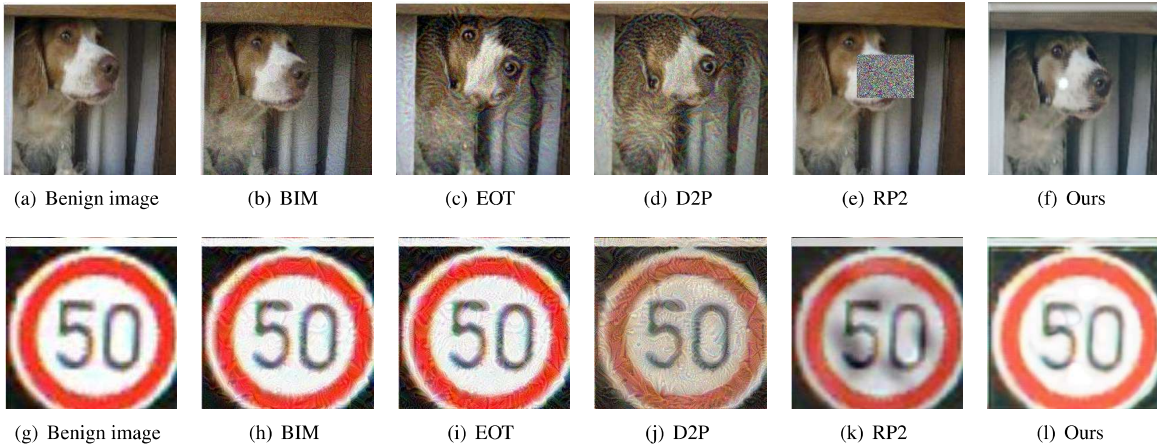 (a) Benign image (b) BIM (c) EOT (d) D2P (e) RP2 (f) Ours
50 50 50 50 50 50
(g) Benign image (h) BIM (i) EOT (j) D2P (k) RP2 (l) Ours